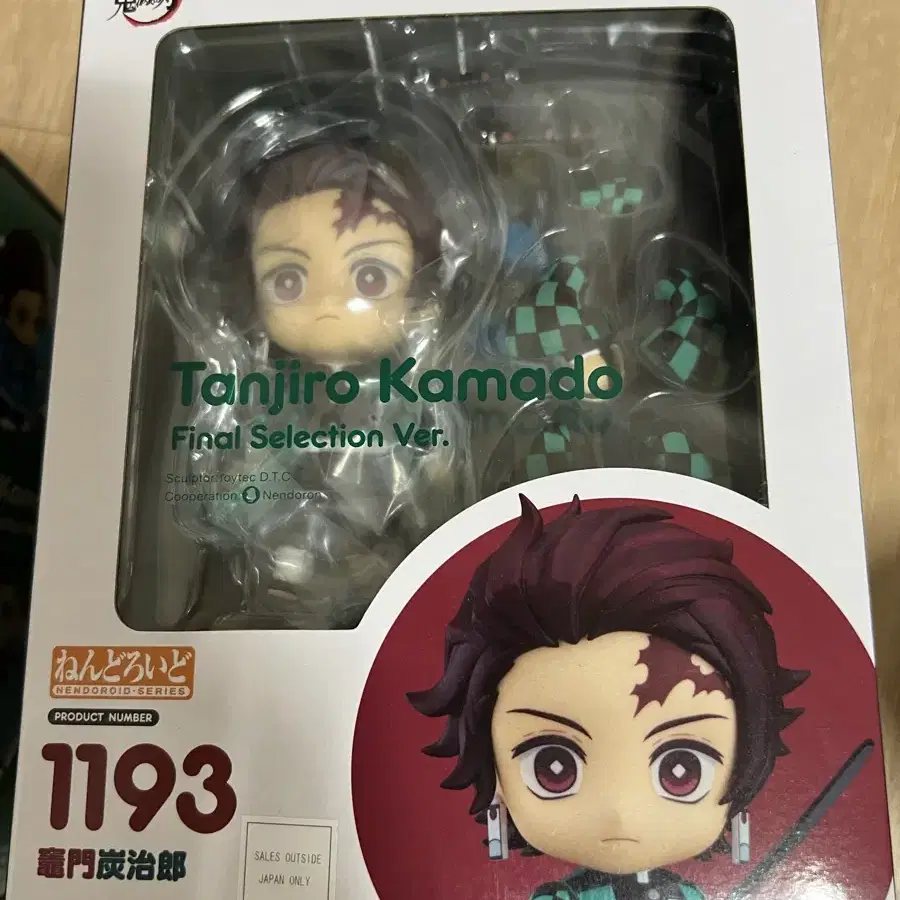 Tanjiro Kamado
Final Selection Ver.
Sculptor:roytec D.T.C
Cooperation: Nendoron
ねんどろいど
NENDOROID·SERIES
PRODUCT NUMBER
1193
竈門炭治郎
SALES OUTSIDE
JAPAN ONLY